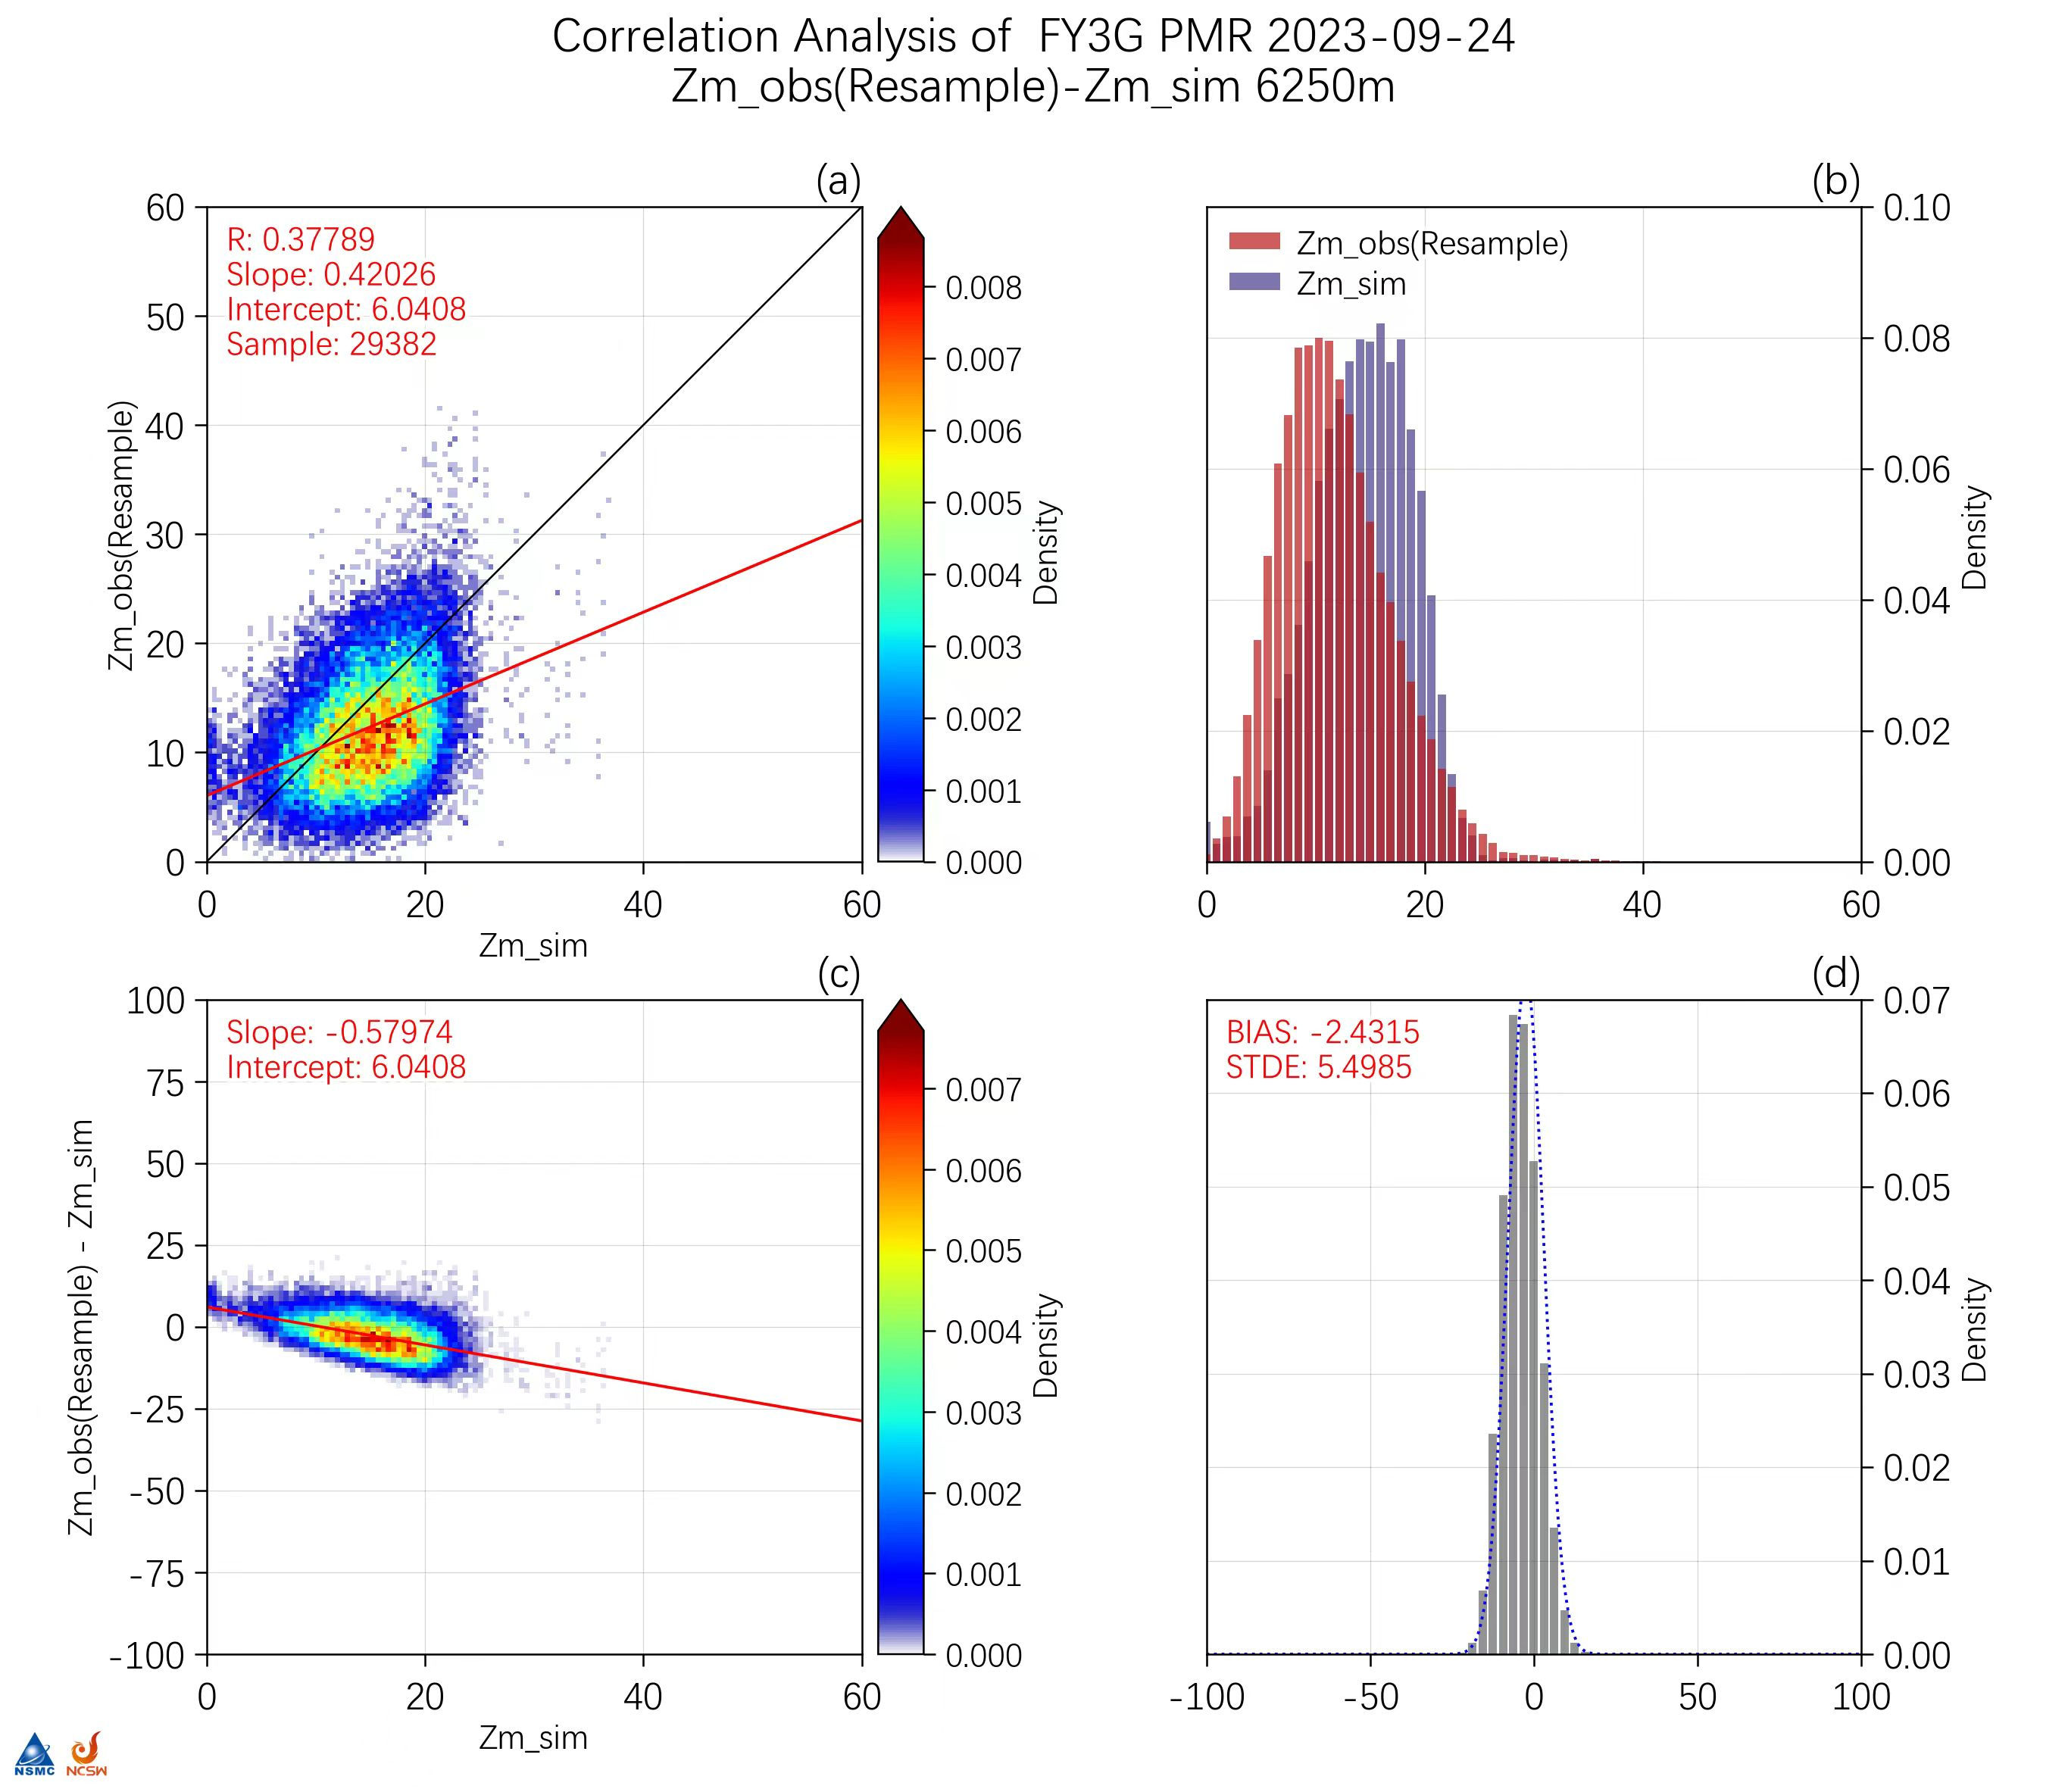 Correlation Analysis of  FY3G PMR 2023-09-24
Zm_obs(Resample)-Zm_sim 6250m
(a)
R: 0.37789
Slope: 0.42026
Intercept: 6.0408
Sample: 29382
60
50
40
30
20
10
0
Zm_obs(Resample)
0 20 40 60
Zm_sim
0.008
0.007
0.006
0.005
0.004
0.003
0.002
0.001
0.000
Density
(b)
Zm_obs(Resample)
Zm_sim
0.10
0.08
0.06
0.04
0.02
0.00
Density
0 20 40 60
(c)
Slope: -0.57974
Intercept: 6.0408
100
75
50
25
0
-25
-50
-75
-100
Zm_obs(Resample) - Zm_sim
0 20 40 60
Zm_sim
0.007
0.006
0.005
0.004
0.003
0.002
0.001
0.000
Density
(d)
BIAS: -2.4315
STDE: 5.4985
0.07
0.06
0.05
0.04
0.03
0.02
0.01
0.00
Density
-100 -50 0 50 100
NSMC
NCSW